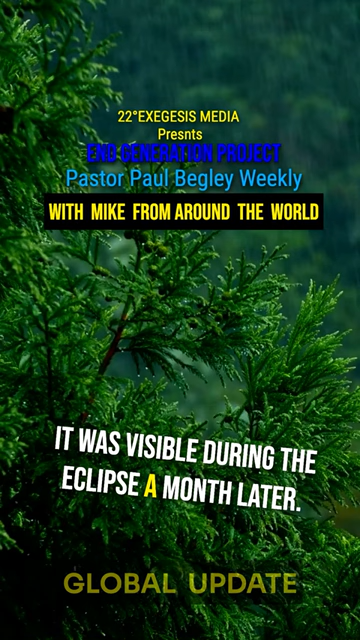 22°EXEGESIS MEDIA
Presnts
END GENERATION PROJECT
Pastor Paul Begley Weekly
WITH MIKE FROM AROUND THE WORLD
IT WAS VISIBLE DURING THE
ECLIPSE A MONTH LATER.
GLOBAL UPDATE